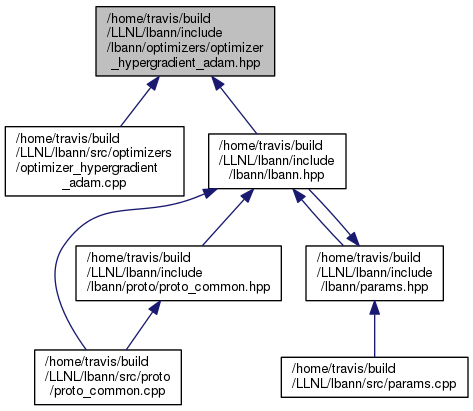 /home/travis/build
/LLNL/lbann/include
/lbann/optimizers/optimizer
_hypergradient_adam.hpp
/home/travis/build
/LLNL/lbann/src/optimizers
/optimizer_hypergradient
_adam.cpp
/home/travis/build
/LLNL/lbann/include
/lbann/lbann.hpp
/home/travis/build
/LLNL/lbann/include
/lbann/proto/proto_common.hpp
/home/travis/build
/LLNL/lbann/include
/lbann/params.hpp
/home/travis/build
/LLNL/lbann/src/proto
/proto_common.cpp
/home/travis/build
/LLNL/lbann/src/params.cpp